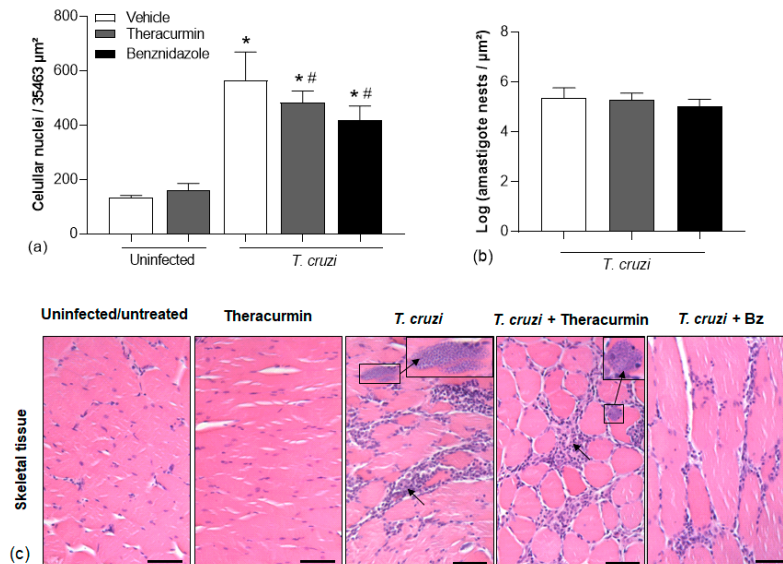 800
600
400
200
0
Celullar nuclei / 35463 µm²
Vehicle
Theracurmin
Benznidazole
*
* #
* #
Uninfected
T. cruzi
(a)
8
6
4
2
0
Log (amastigote nests / µm²)
T. cruzi
(b)
Uninfected/untreated
Theracurmin
T. cruzi
T. cruzi + Theracurmin
T. cruzi + Bz
Skeletal tissue
(c)